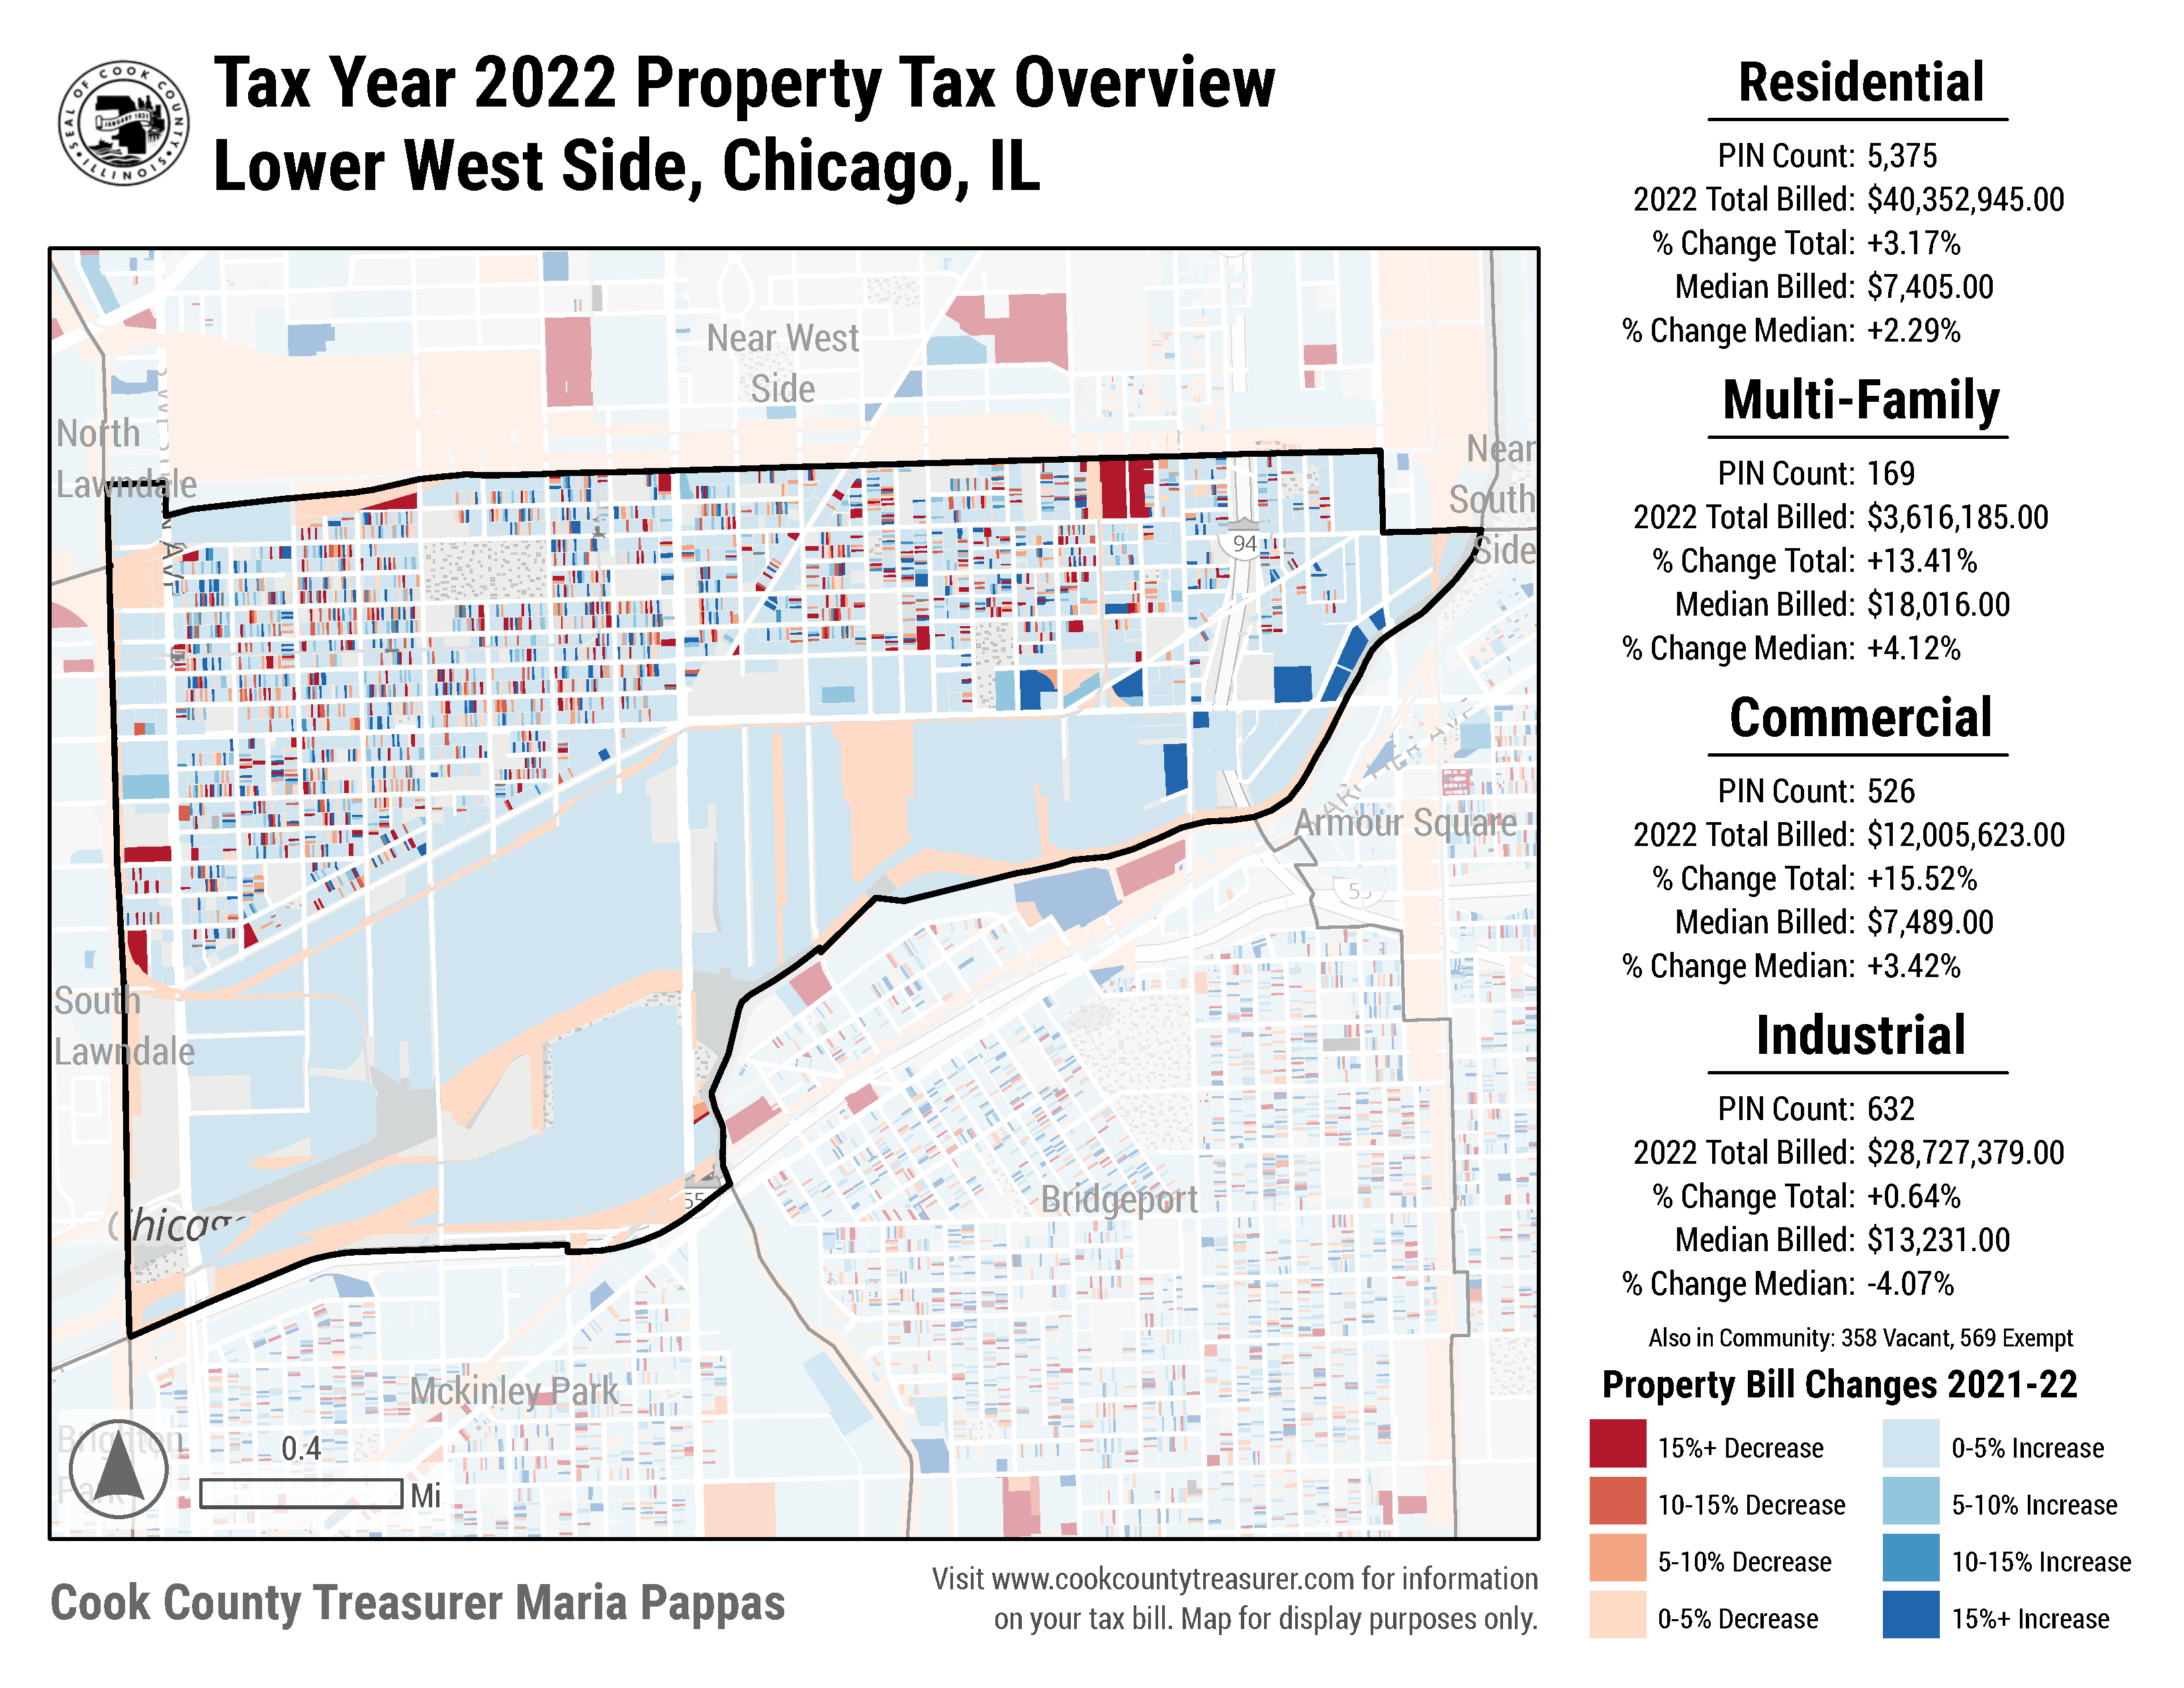 SEAL OF COOK COUNTY
ILLINOIS
JANUARY 1831
Tax Year 2022 Property Tax Overview
Lower West Side, Chicago, IL
Near West
Side
North
Lawndale
Near
South
Side
94
Armour Square
55
South
Lawndale
Bridgeport
Mckinley Park
Brighton
Park
0.4
Mi
Cook County Treasurer Maria Pappas
Visit www.cookcountytreasurer.com for information
on your tax bill. Map for display purposes only.
Residential
PIN Count: 5,375
2022 Total Billed: $40,352,945.00
% Change Total: +3.17%
Median Billed: $7,405.00
% Change Median: +2.29%
Multi-Family
PIN Count: 169
2022 Total Billed: $3,616,185.00
% Change Total: +13.41%
Median Billed: $18,016.00
% Change Median: +4.12%
Commercial
PIN Count: 526
2022 Total Billed: $12,005,623.00
% Change Total: +15.52%
Median Billed: $7,489.00
% Change Median: +3.42%
Industrial
PIN Count: 632
2022 Total Billed: $28,727,379.00
% Change Total: +0.64%
Median Billed: $13,231.00
% Change Median: -4.07%
Also in Community: 358 Vacant, 569 Exempt
Property Bill Changes 2021-22
15%+ Decrease
0-5% Increase
10-15% Decrease
5-10% Increase
5-10% Decrease
10-15% Increase
0-5% Decrease
15%+ Increase